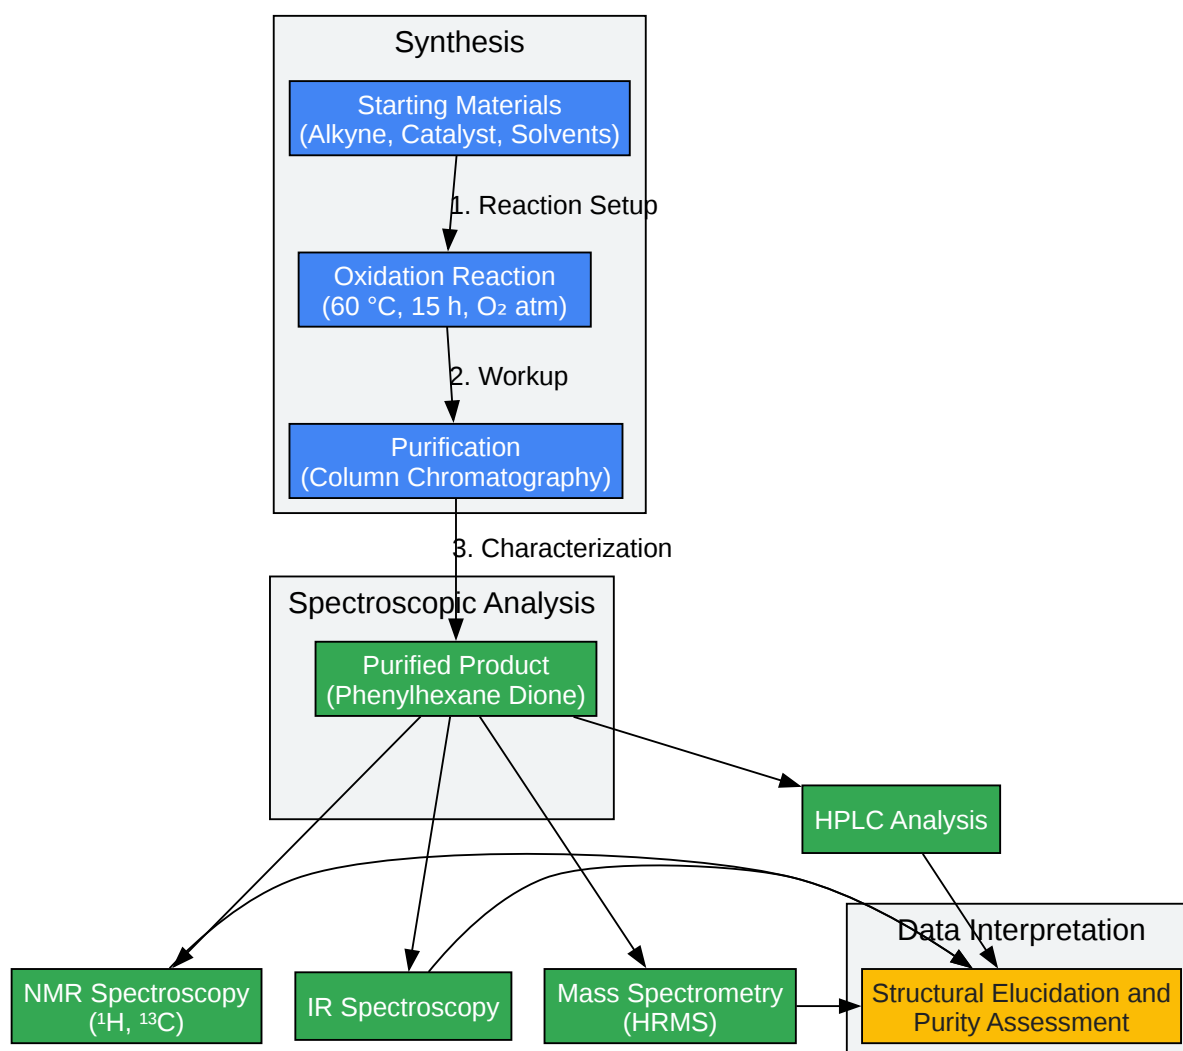 Synthesis
Starting Materials
(Alkyne, Catalyst, Solvents)
1. Reaction Setup
Oxidation Reaction
(60 °C, 15 h, O₂ atm)
2. Workup
Purification
(Column Chromatography)
3. Characterization
Spectroscopic Analysis
Purified Product
(Phenylhexane Dione)
HPLC Analysis
Data Interpretation
NMR Spectroscopy
(¹H, ¹³C)
IR Spectroscopy
Mass Spectrometry
(HRMS)
Structural Elucidation and
Purity Assessment